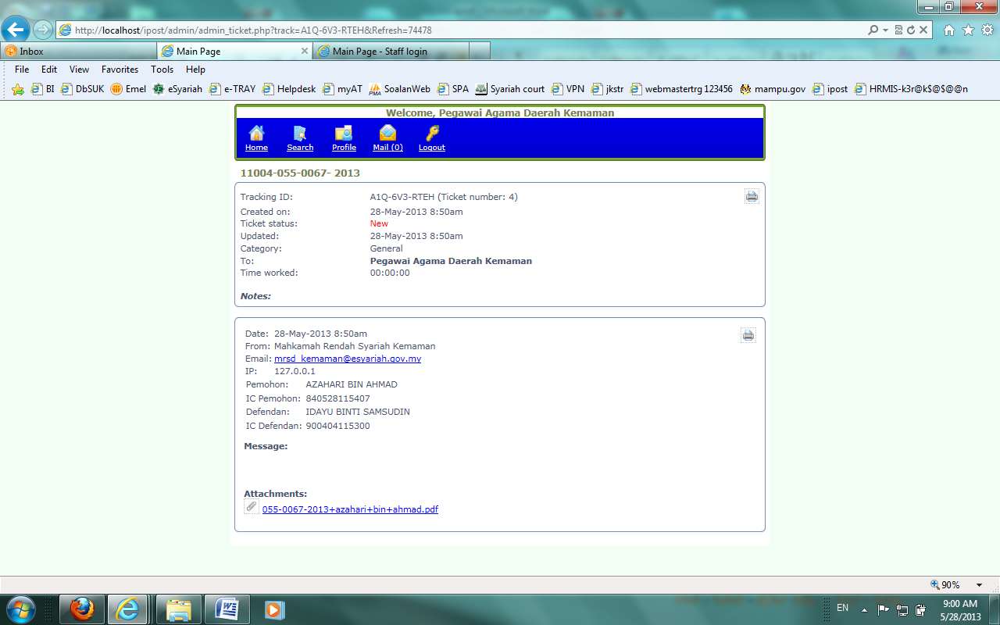 http://localhost/ipost/admin/admin_ticket.php?track=A1Q-6V3-RTEH&Refresh=74478
Inbox
Main Page
Main Page - Staff login
File Edit View Favorites Tools Help
BI DbSUK Emel eSyariah e-TRAY Helpdesk myAT PMA SoalanWeb SPA Syariah court VPN jkstr webmastertrg 123456 mampu.gov ipost HRMIS-k3r@k$@$@@n
Welcome, Pegawai Agama Daerah Kemaman
Home Search Profile Mail (0) Logout
11004-055-0067- 2013
Tracking ID: A1Q-6V3-RTEH (Ticket number: 4)
Created on: 28-May-2013 8:50am
Ticket status: New
Updated: 28-May-2013 8:50am
Category: General
To: Pegawai Agama Daerah Kemaman
Time worked: 00:00:00
Notes:
Date: 28-May-2013 8:50am
From: Mahkamah Rendah Syariah Kemaman
Email: mrsd_kemaman@esyariah.gov.my
IP: 127.0.0.1
Pemohon: AZAHARI BIN AHMAD
IC Pemohon: 840528115407
Defendan: IDAYU BINTI SAMSUDIN
IC Defendan: 900404115300
Message:
Attachments:
055-0067-2013+azahari+bin+ahmad.pdf
90%
EN
9:00 AM
5/28/2013